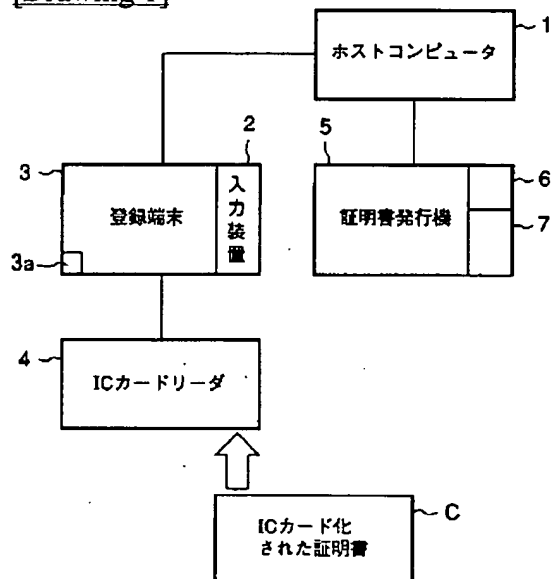 [Drawing 1]
1
ホストコンピュータ
2
5
3
入力装置
6
登録端末
証明書発行機
7
3a
4
ICカードリーダ
C
ICカード化
された証明書